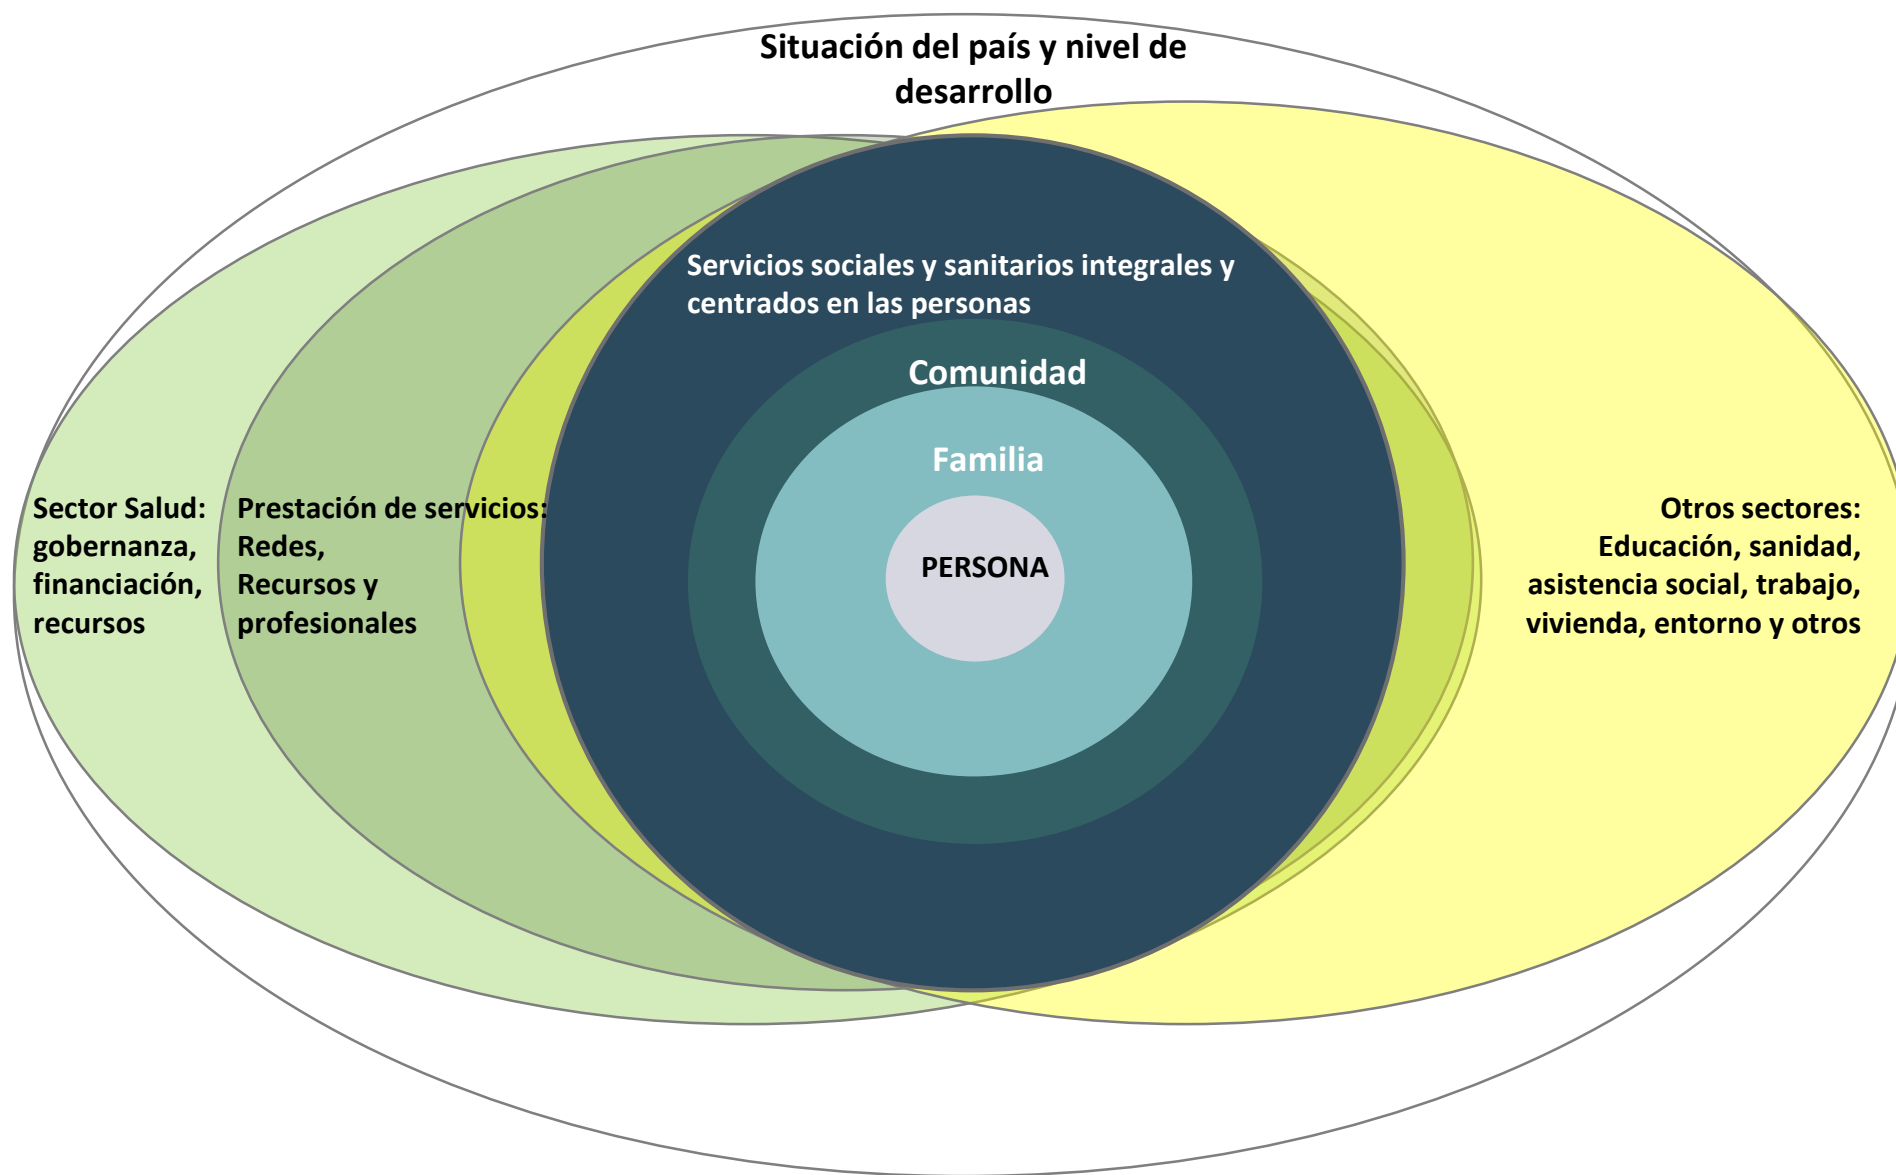 Situación del país y nivel de
desarrollo
Servicios sociales y sanitarios integrales y
centrados en las personas
Comunidad
Familia
PERSONA
Sector Salud:
gobernanza,
financiación,
recursos
Prestación de servicios:
Redes,
Recursos y
profesionales
Otros sectores:
Educación, sanidad,
asistencia social, trabajo,
vivienda, entorno y otros